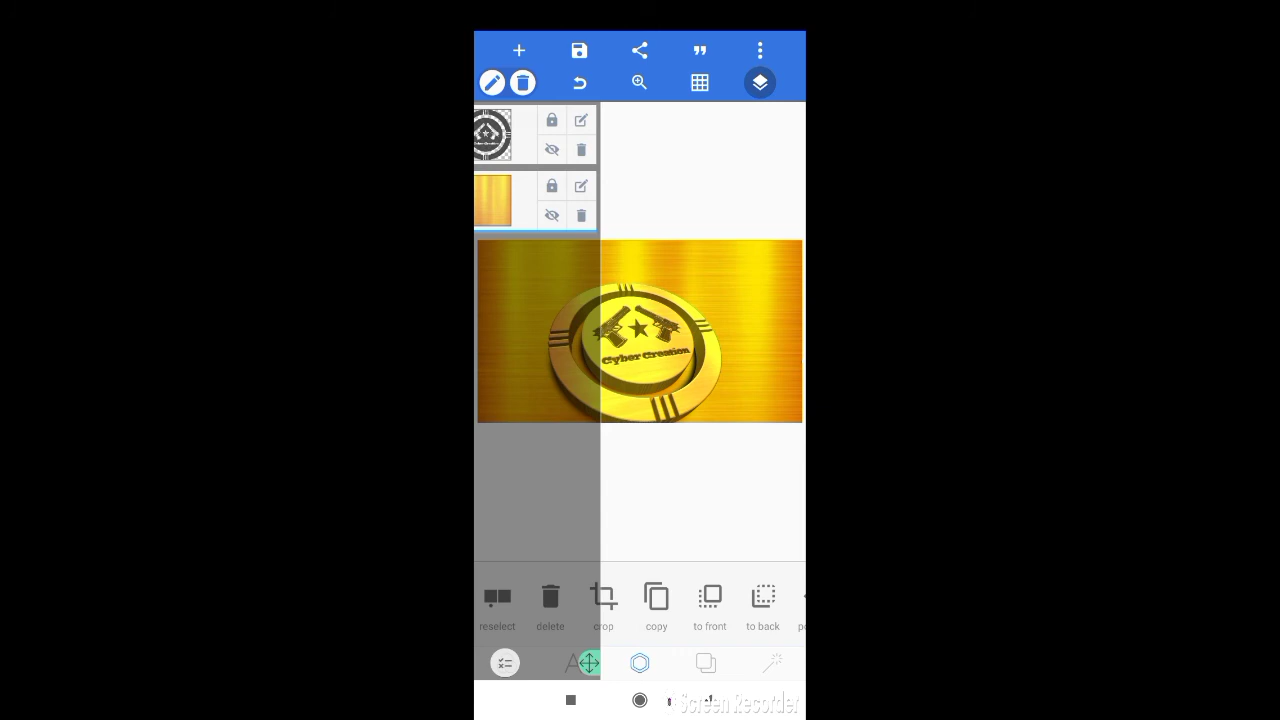 Cyber Creation
reselect delete crop copy to front to back
Screen Recorder